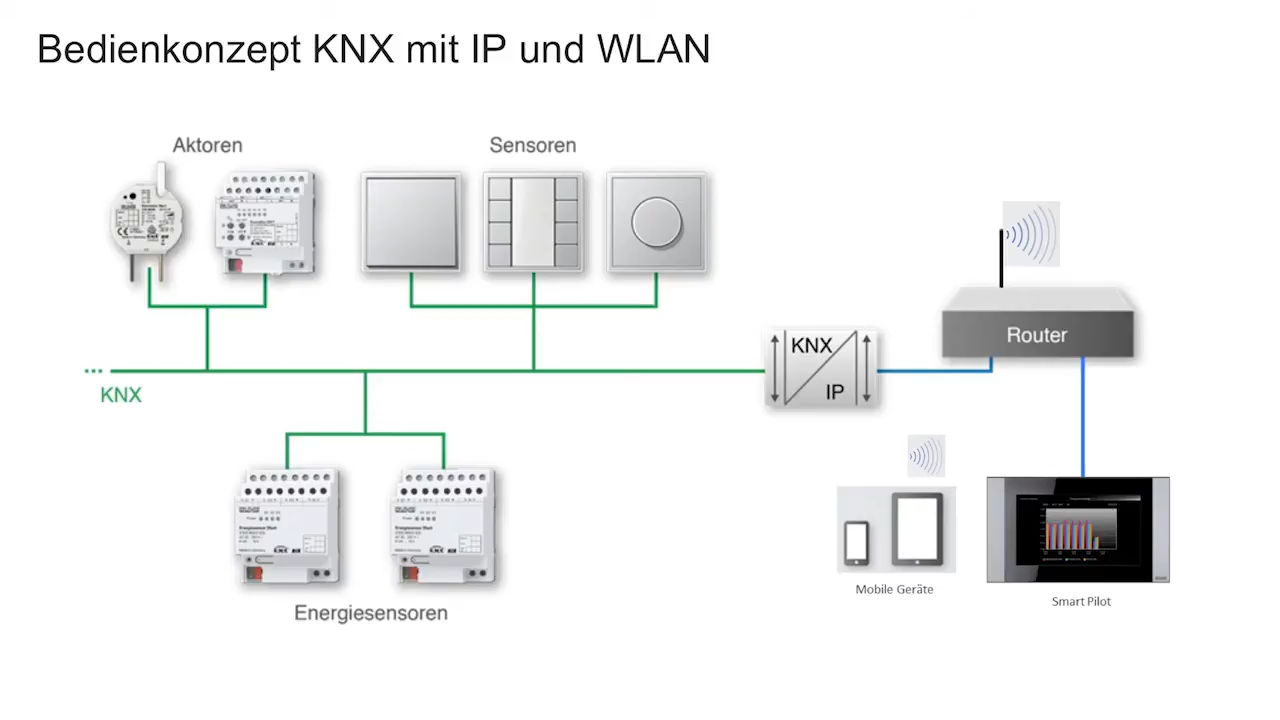 Bedienkonzept KNX mit IP und WLAN
Aktoren
Sensoren
KNX
IP
Router
KNX
Energiesensoren
Mobile Geräte
Smart Pilot